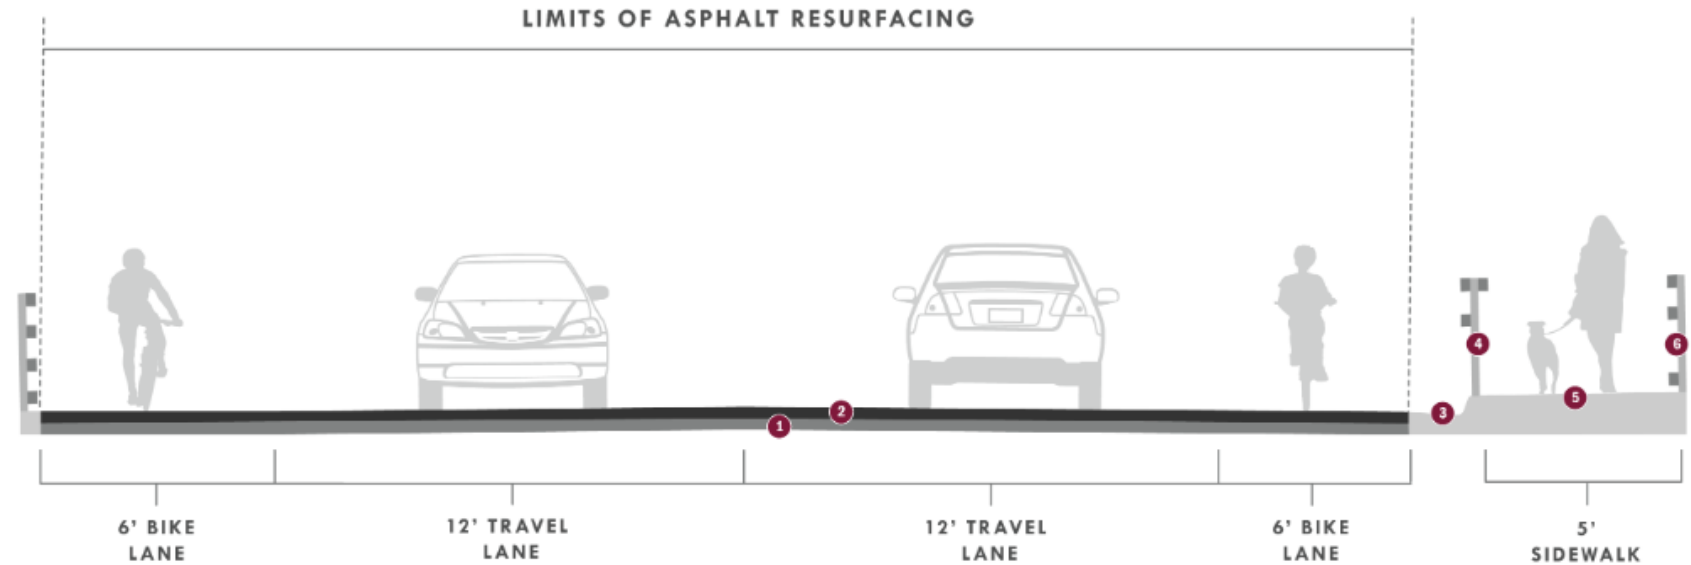 LIMITS OF ASPHALT RESURFACING
4
6
5
3
2
1
6’ BIKE
LANE
12’ TRAVEL
LANE
12’ TRAVEL
LANE
6’ BIKE
LANE
5’
SIDEWALK